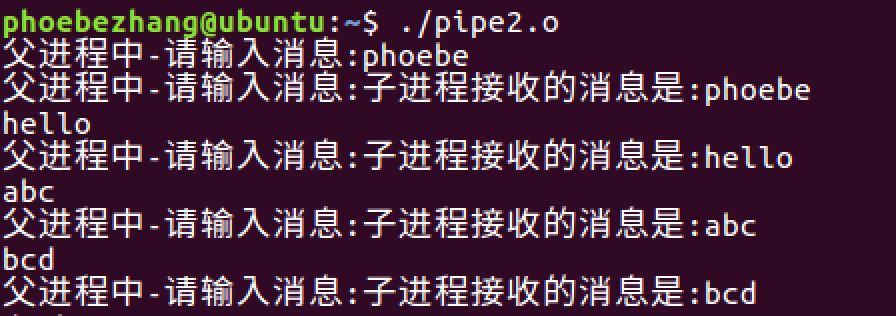 phoebezhang@ubuntu:~$ ./pipe2.o
父进程中-请输入消息:phoebe
父进程中-请输入消息:子进程接收的消息是:phoebe
hello
父进程中-请输入消息:子进程接收的消息是:hello
abc
父进程中-请输入消息:子进程接收的消息是:abc
bcd
父进程中-请输入消息:子进程接收的消息是:bcd